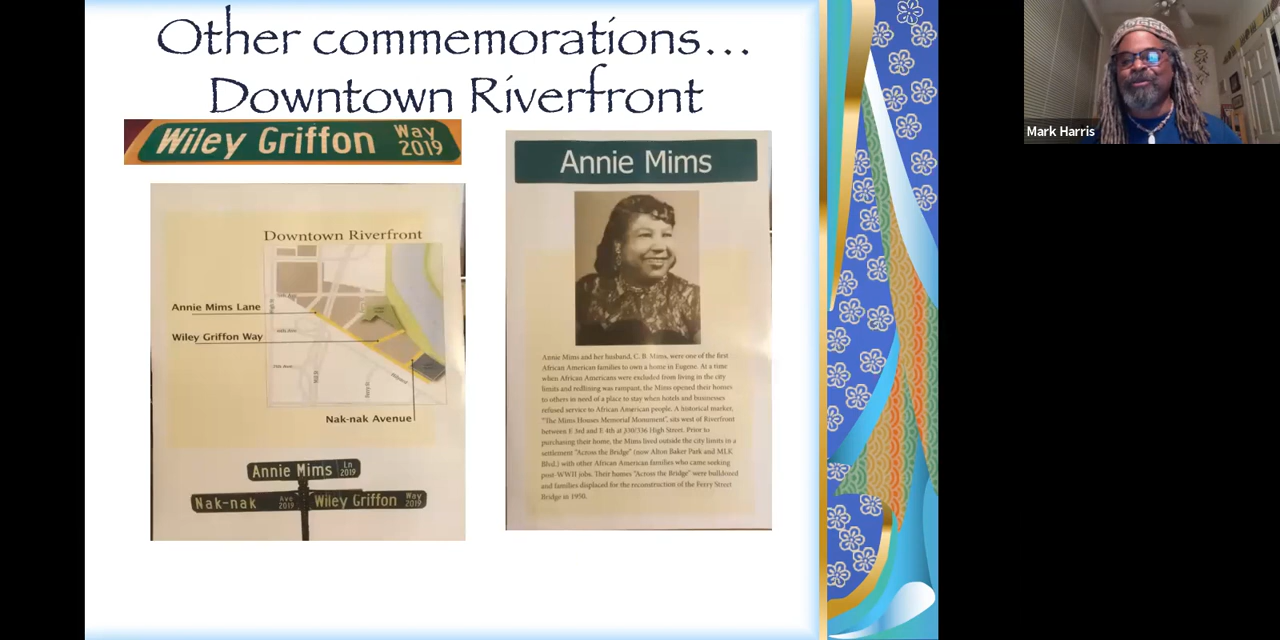 Other commemorations…
Downtown Riverfront
Wiley Griffon Way 2019
Downtown Riverfront
Annie Mims Lane
Wiley Griffon Way
Nak-nak Avenue
Annie Mims Ln 2019
Nak-nak Ave 2019
Wiley Griffon Way 2019
Annie Mims
Annie Mims and her husband, C. B. Mims, were one of the first
African American families to own a home in Eugene. At a time
when African Americans were excluded from living in the city
limits and redlining was rampant, the Mims opened their homes
to others in need of a place to stay when hotels and businesses
refused service to African American people. A historical marker,
"The Mims Houses Memorial Monument", sits west of Riverfront
between E 3rd and E 4th at 330/336 High Street. Prior to
purchasing their home, the Mims lived outside the city limits in a
settlement "Across the Bridge" (now Alton Baker Park and MLK
Blvd.) with other African American families who came seeking
post-WWII jobs. Their homes "Across the Bridge" were bulldozed
and families displaced for the reconstruction of the Ferry Street
Bridge in 1950.
Mark Harris